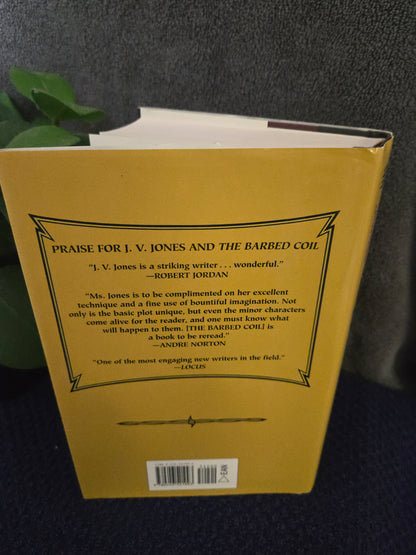 PRAISE FOR J. V. JONES AND THE BARBED COIL
“J. V. Jones is a striking writer . . . wonderful.”
—ROBERT JORDAN
“Ms. Jones is to be complimented on her excellent
technique and a fine use of bountiful imagination. Not
only is the basic plot unique, but even the minor characters
come alive for the reader, and one must know what
will happen to them. [THE BARBED COIL] is
a book to be reread.”
—ANDRE NORTON
“One of the most engaging new writers in the field.”
—LOCUS
EAN